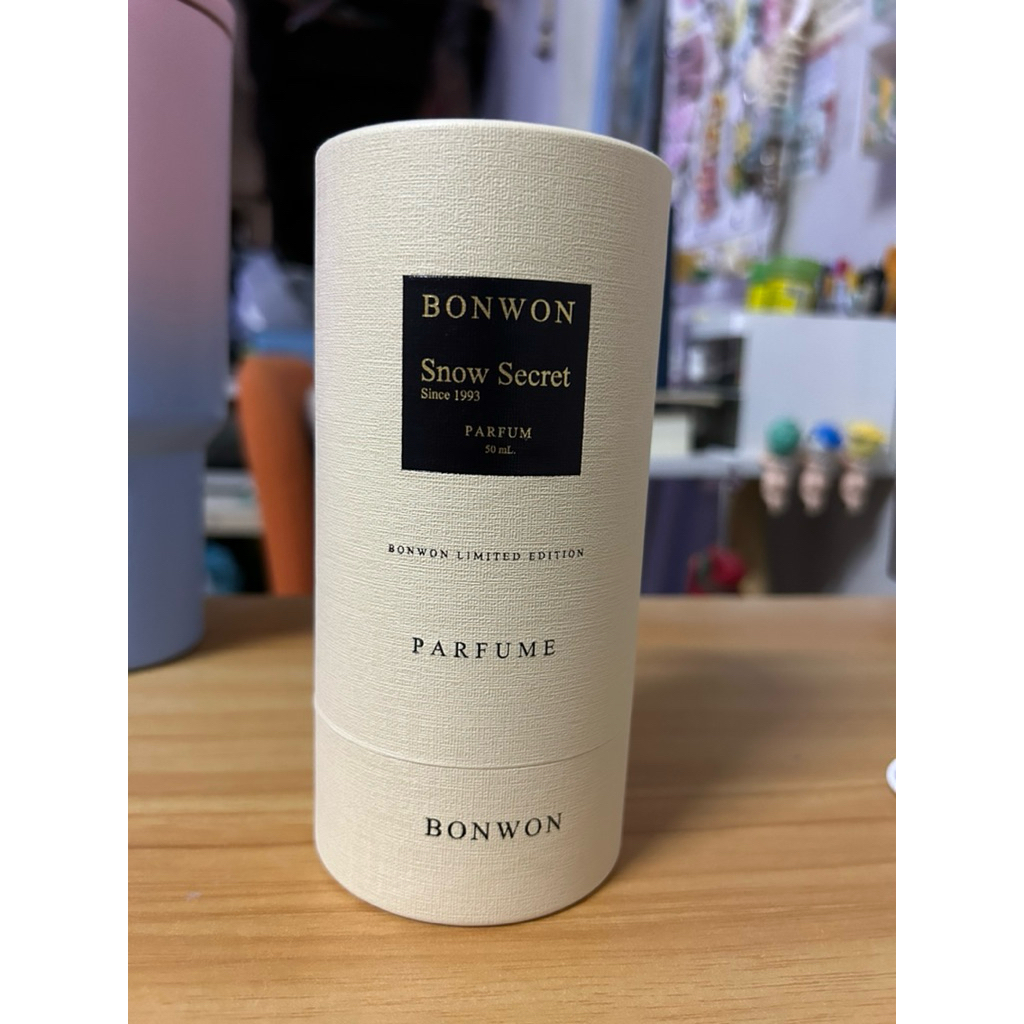 BONWON
Snow Secret
Since 1993
PARFUM
50 mL.
BONWON LIMITED EDITION
PARFUME
BONWON